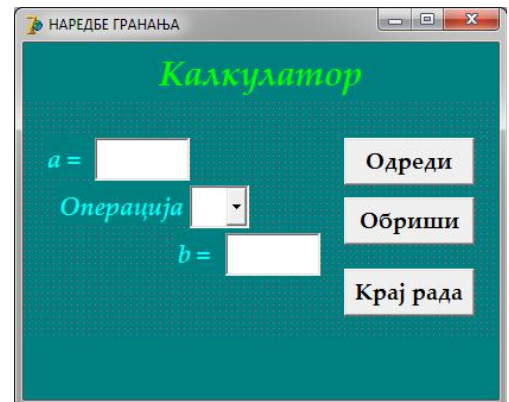 НАРЕДБЕ ГРАНАЊА
Калкулатор
a =
Одреди
Операција
Обриши
b =
Крај рада